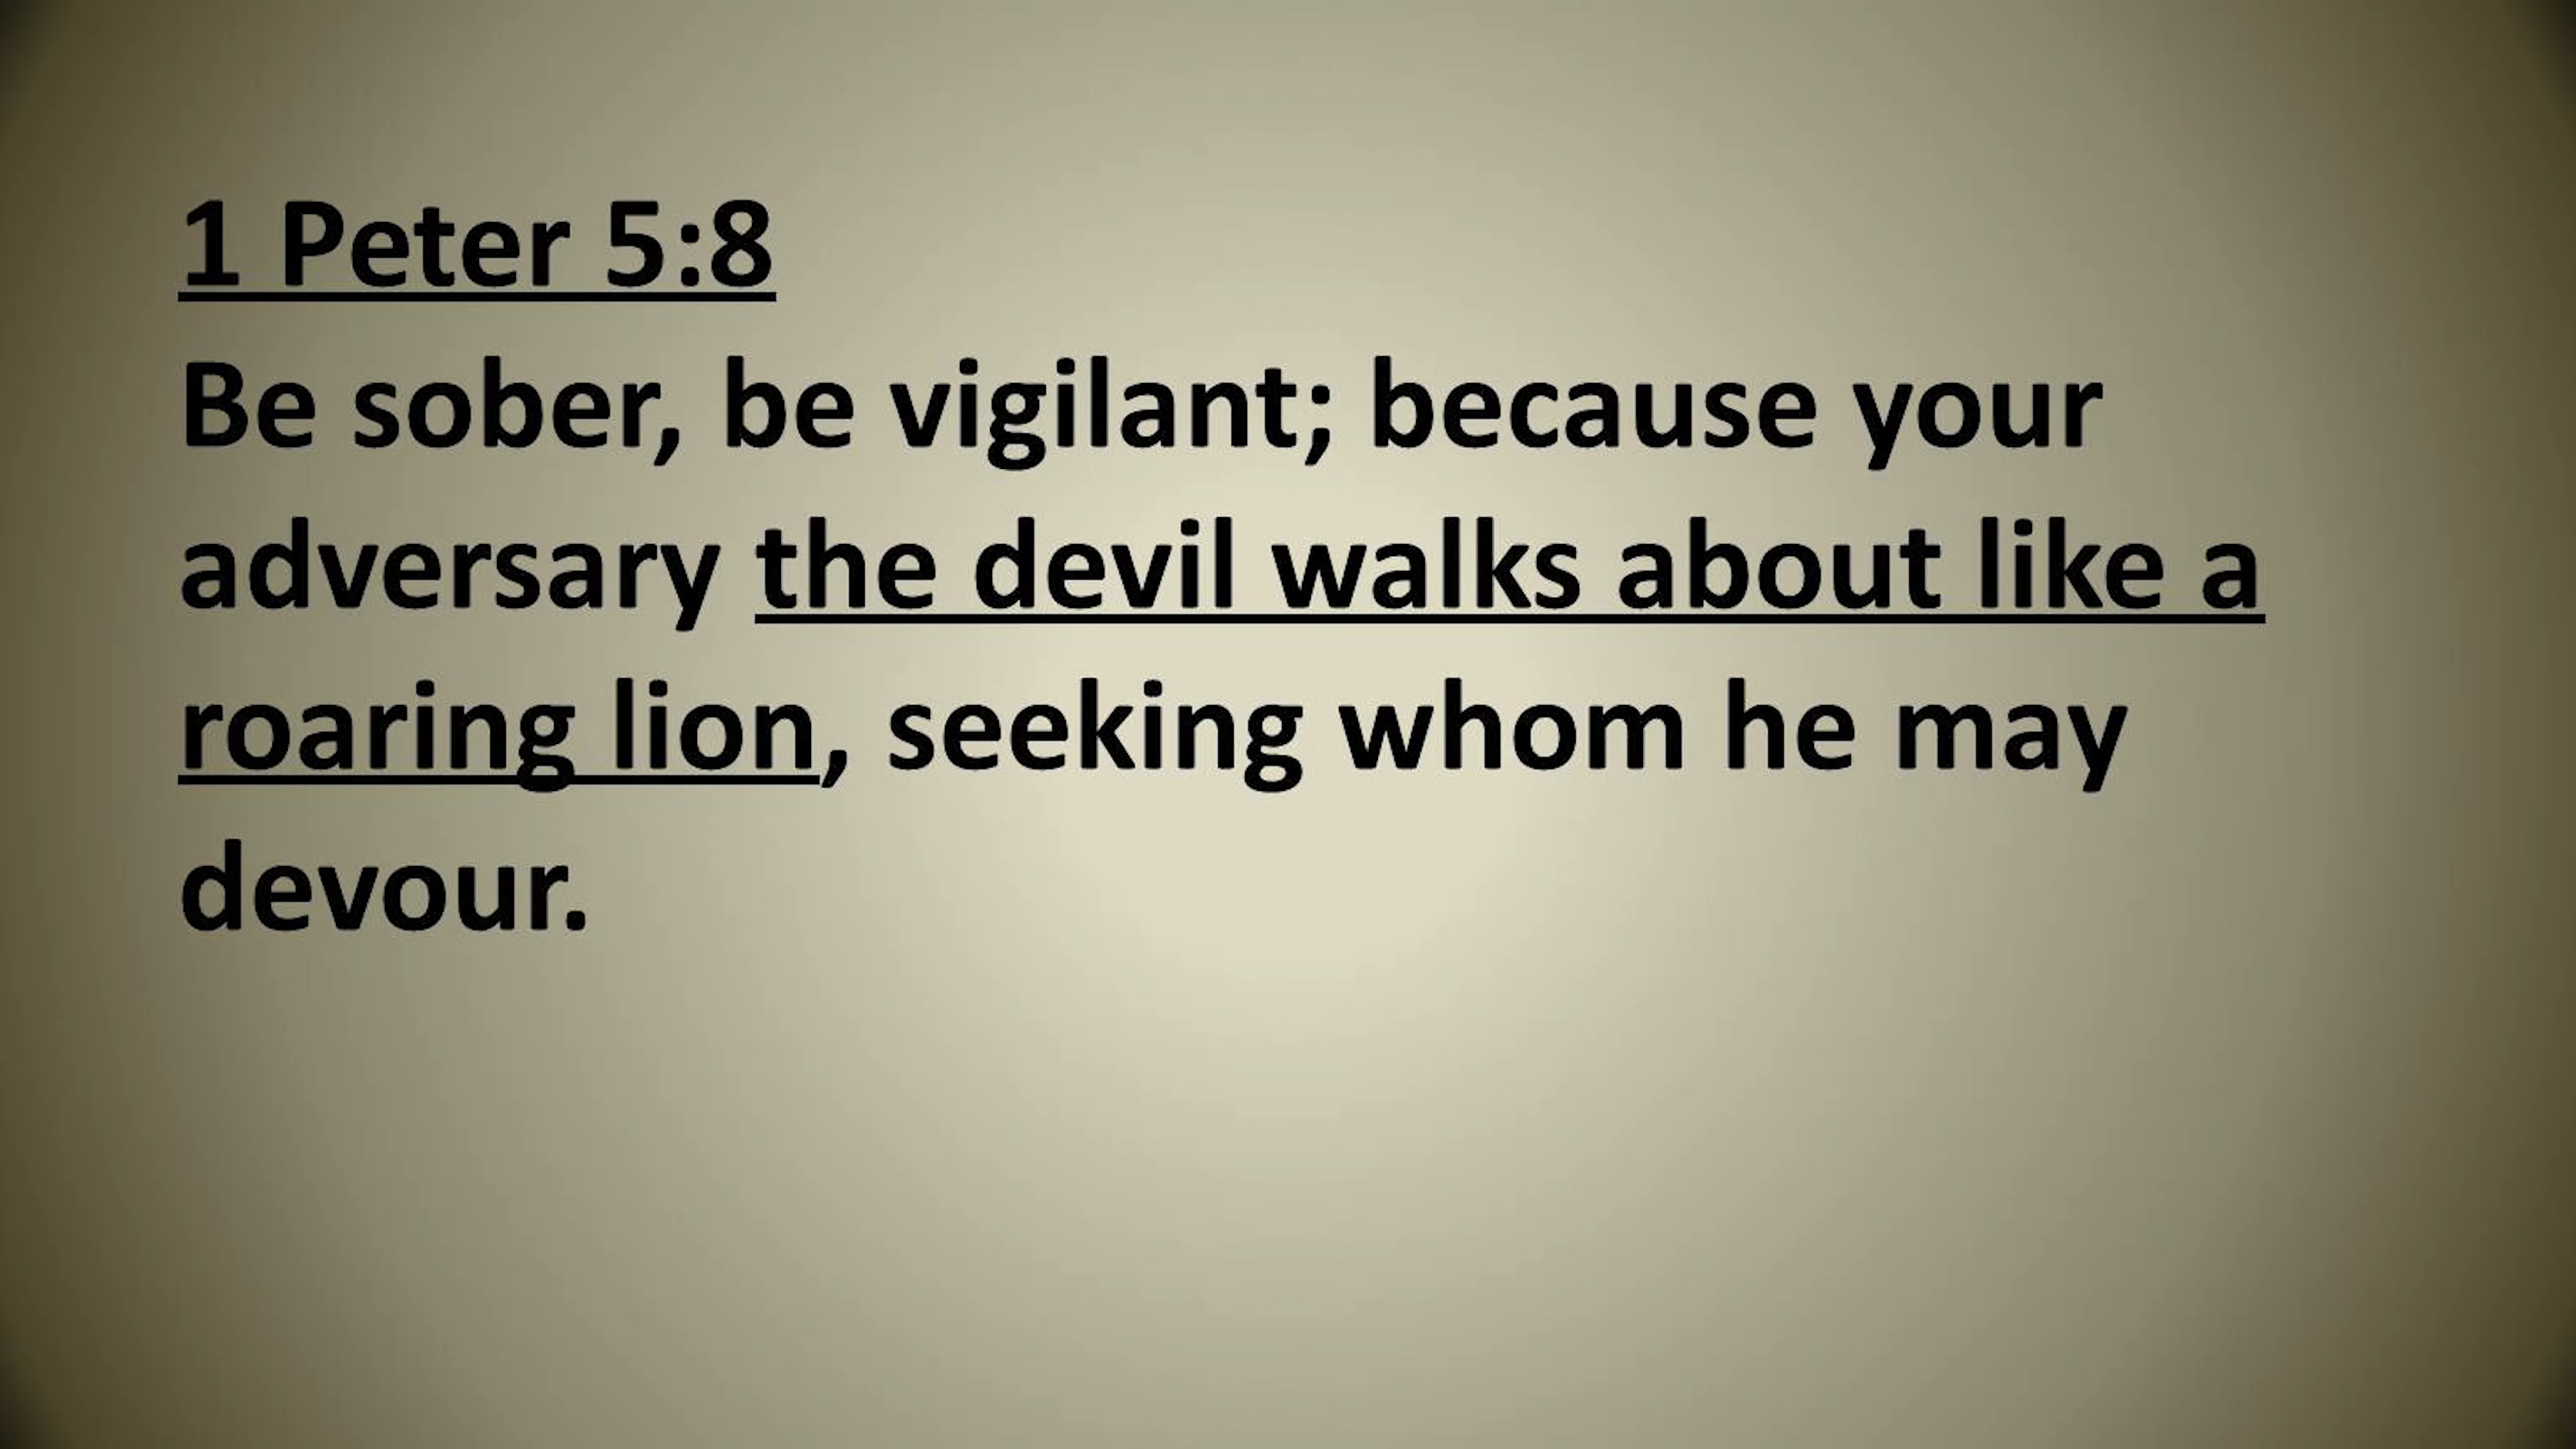 1 Peter 5:8
Be sober, be vigilant; because your
adversary the devil walks about like a
roaring lion, seeking whom he may
devour.